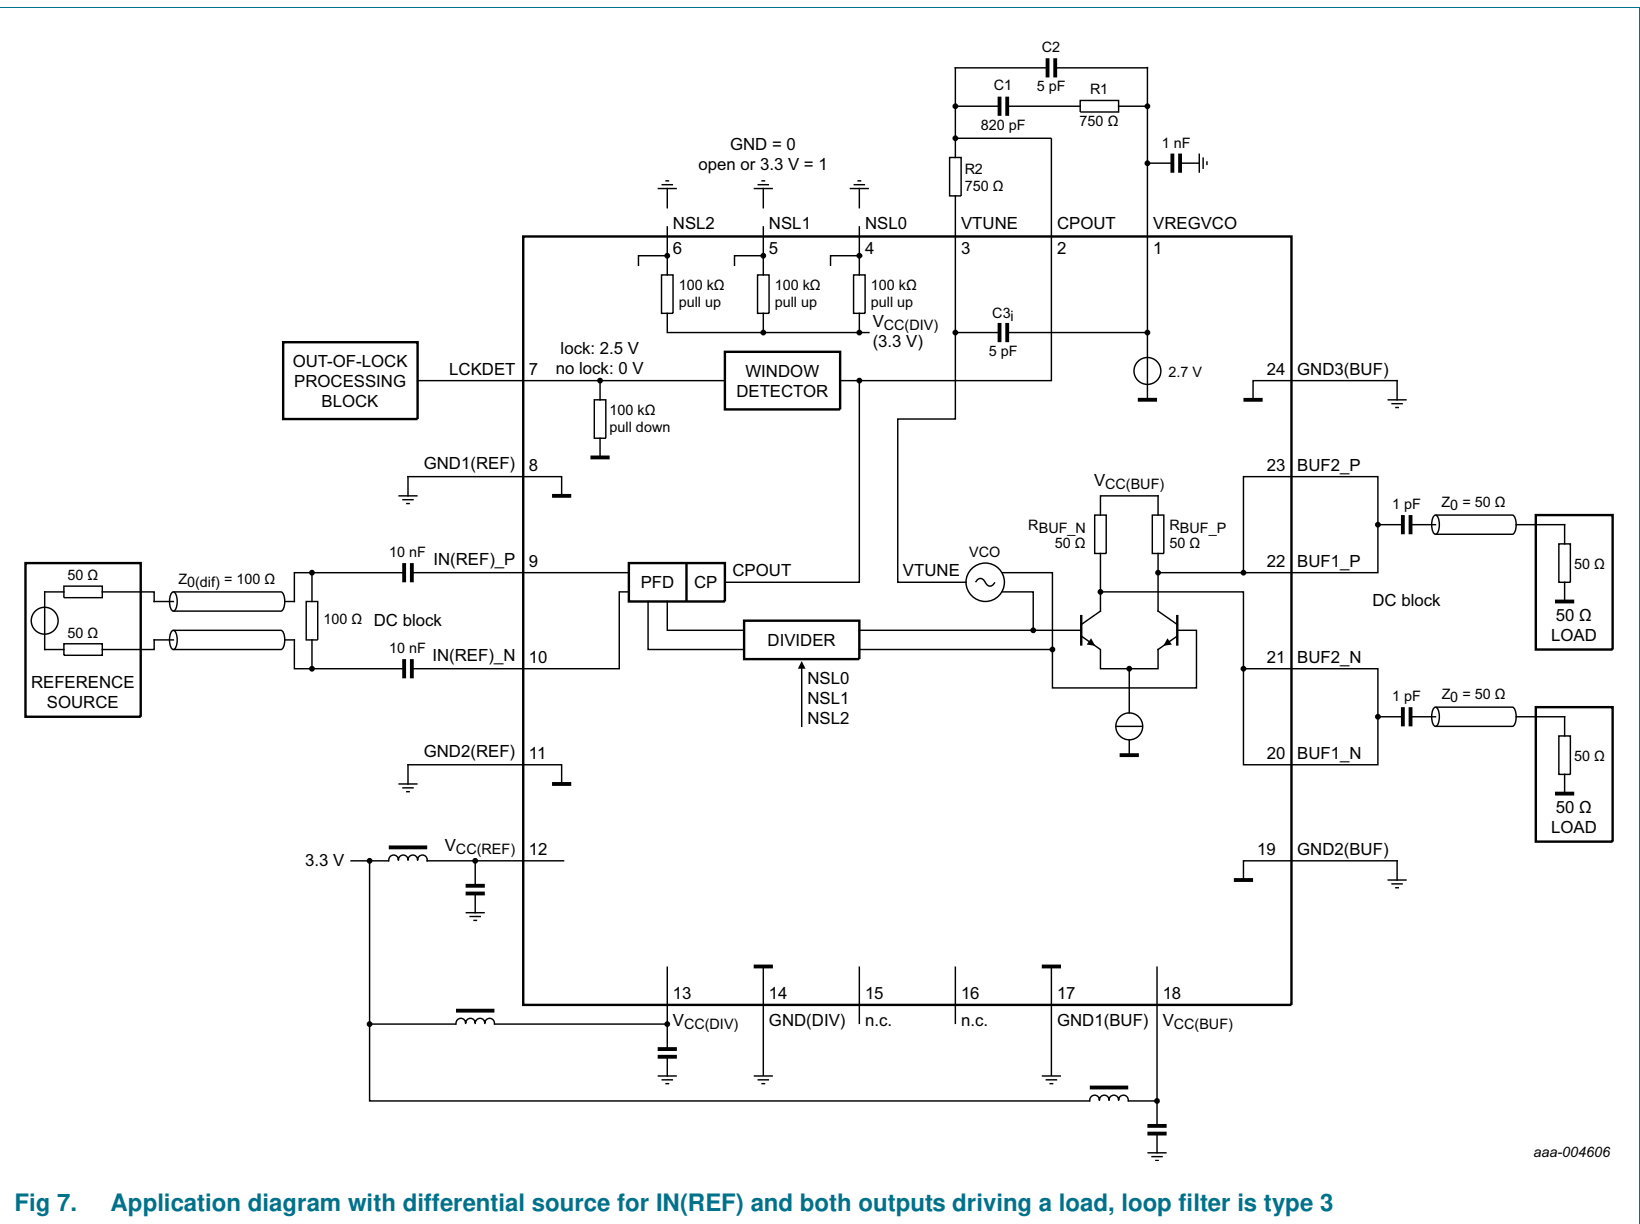 C2
5 pF
C1
R1
820 pF
750 Ω
GND = 0
open or 3.3 V = 1
1 nF
R2
750 Ω
NSL2
NSL1
NSL0
VTUNE
CPOUT
VREGVCO
6
5
4
3
2
1
100 kΩ
pull up
100 kΩ
pull up
100 kΩ
pull up
VCC(DIV)
(3.3 V)
C3i
5 pF
2.7 V
OUT-OF-LOCK
PROCESSING
BLOCK
LCKDET
7
lock: 2.5 V
no lock: 0 V
WINDOW
DETECTOR
100 kΩ
pull down
24
GND3(BUF)
GND1(REF)
8
23
BUF2_P
VCC(BUF)
RBUF_N
50 Ω
RBUF_P
50 Ω
1 pF
Z0 = 50 Ω
50 Ω
50 Ω
LOAD
22
BUF1_P
DC block
10 nF
IN(REF)_P
9
PFD
CP
CPOUT
VTUNE
VCO
50 Ω
Z0(dif) = 100 Ω
100 Ω
DC block
50 Ω
10 nF
IN(REF)_N
10
REFERENCE
SOURCE
DIVIDER
NSL0
NSL1
NSL2
21
BUF2_N
1 pF
Z0 = 50 Ω
50 Ω
50 Ω
LOAD
20
BUF1_N
GND2(REF)
11
3.3 V
VCC(REF)
12
19
GND2(BUF)
13
14
15
16
17
18
VCC(DIV)
GND(DIV)
n.c.
n.c.
GND1(BUF)
VCC(BUF)
aaa-004606
Fig 7. Application diagram with differential source for IN(REF) and both outputs driving a load, loop filter is type 3